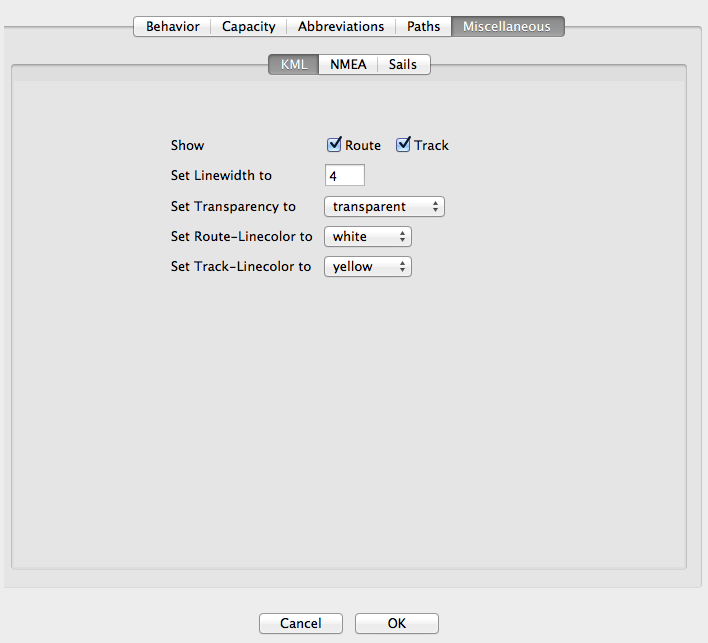 Behavior Capacity Abbreviations Paths Miscellaneous
KML NMEA Sails
Show Route Track
Set Linewidth to 4
Set Transparency to transparent
Set Route-Linecolor to white
Set Track-Linecolor to yellow
Cancel OK